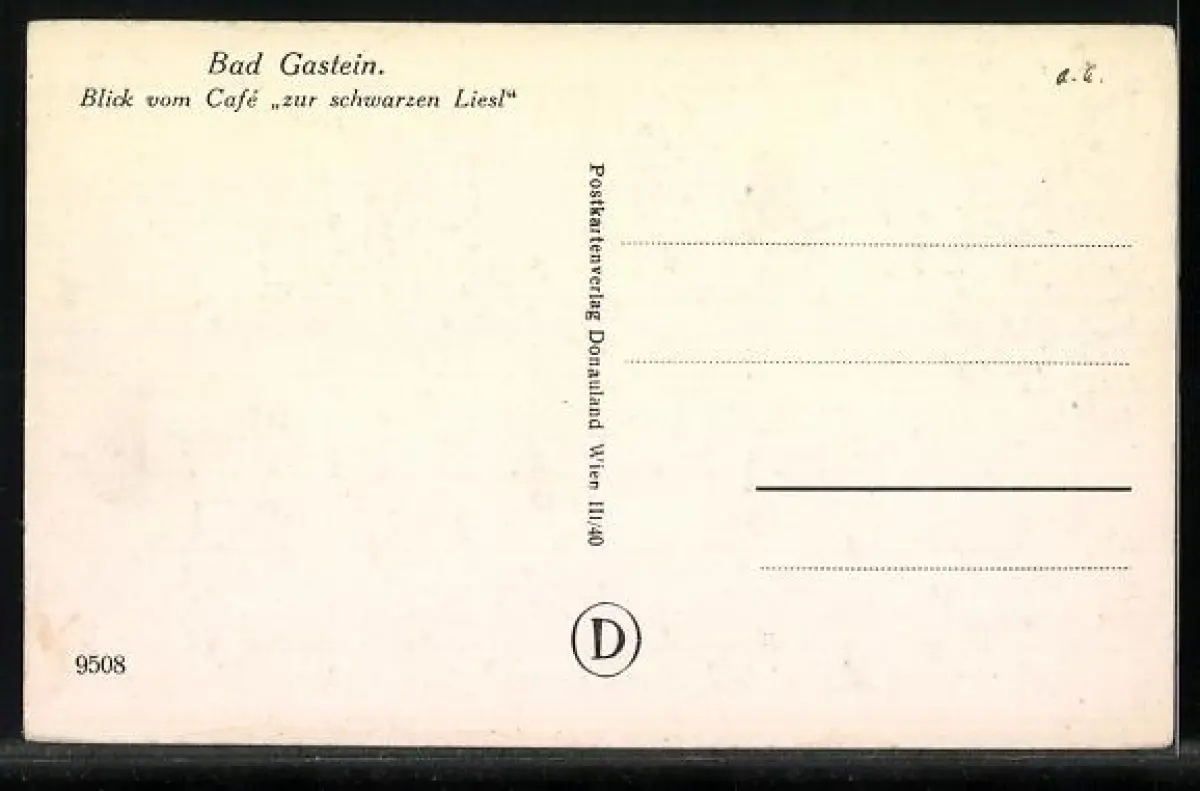 Bad Gastein.
Blick vom Café „zur schwarzen Liesl“
Postkartenverlag Donauland Wien III/40
D
9508